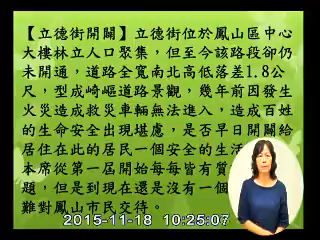 【立德街開闢】立德街位於鳳山區中心
大樓林立人口聚集，但至今該路段卻仍
未開通，道路全寬南北高低落差1.8公
尺，型成崎嶇道路景觀，幾年前因發生
火災造成救災車輛無法進入，造成百姓
的生命安全出現堪慮，是否早日開闢給
居住在此的居民一個安全的生活
本席從第一屆開始每每皆有質
題，但是到現在還是沒有一個
難對鳳山市民交待。
2015-11-18 10:25:07